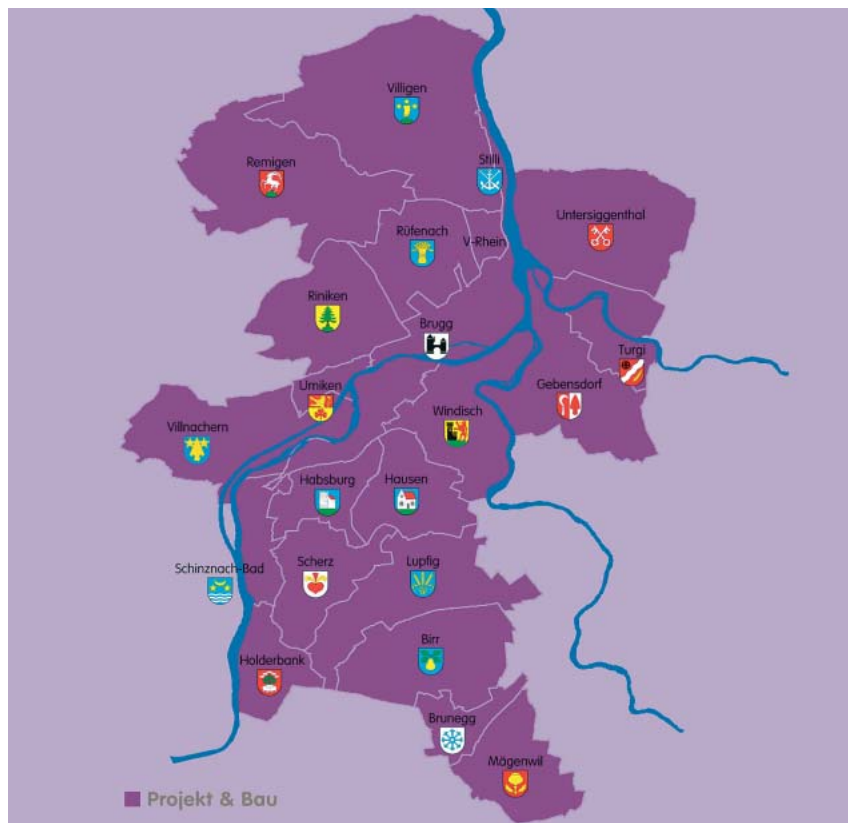 Villigen
Stilli
Remigen
Untersiggenthal
Rüfenach
V-Rhein
Riniken
Brugg
Turgi
Umiken
Gebensdorf
Windisch
Villnachern
Habsburg
Hausen
Scherz
Lupfig
Schinznach-Bad
Birr
Holderbank
Brunegg
Mägenwil
Projekt & Bau